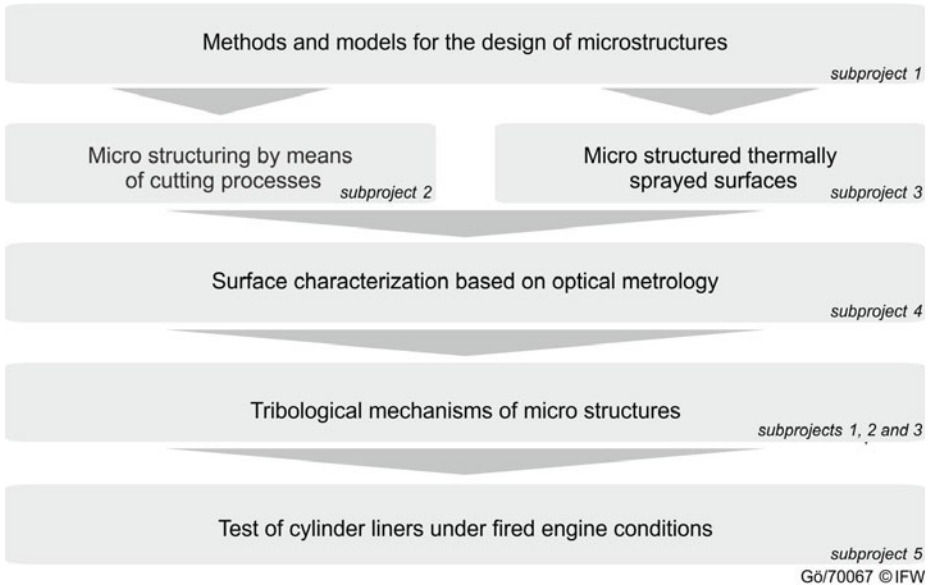 Methods and models for the design of microstructures
subproject 1
Micro structuring by means
of cutting processes
subproject 2
Micro structured thermally
sprayed surfaces
subproject 3
Surface characterization based on optical metrology
subproject 4
Tribological mechanisms of micro structures
subprojects 1, 2 and 3
Test of cylinder liners under fired engine conditions
subproject 5
Gö/70067 ©IFW